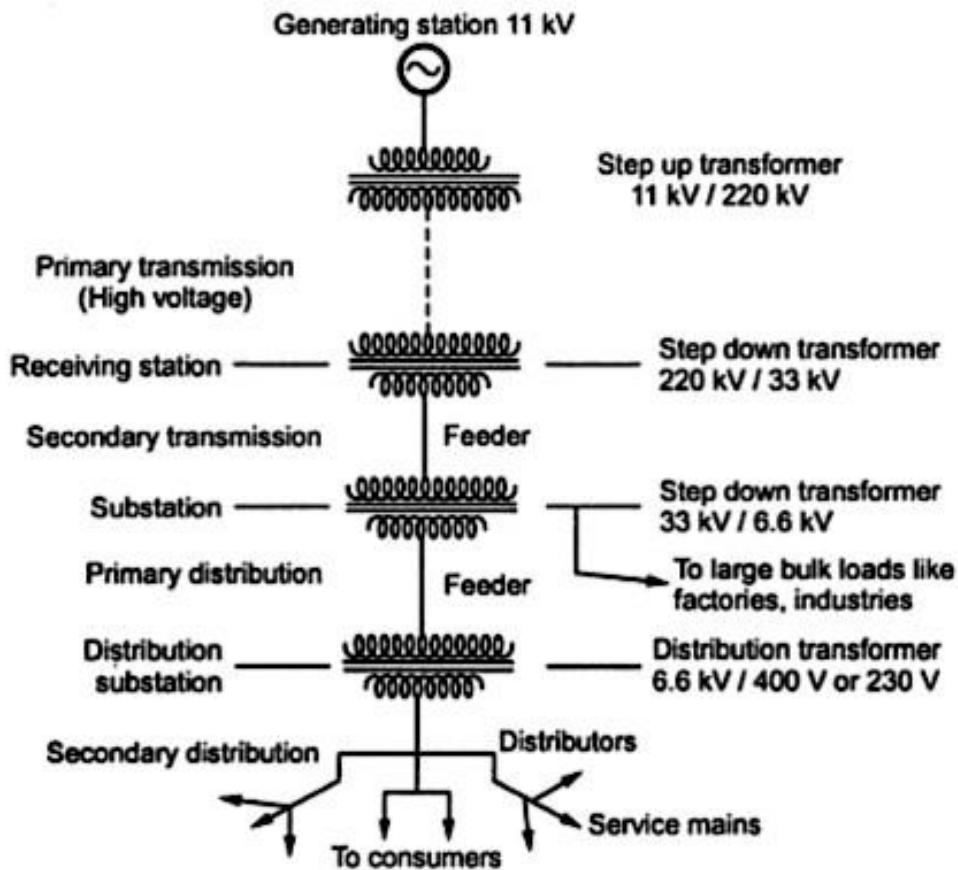 Generating station 11 kV
Step up transformer
11 kV / 220 kV
Primary transmission
(High voltage)
Receiving station
Step down transformer
220 kV / 33 kV
Secondary transmission
Feeder
Substation
Step down transformer
33 kV / 6.6 kV
Primary distribution
Feeder
To large bulk loads like
factories, industries
Distribution
substation
Distribution transformer
6.6 kV / 400 V or 230 V
Secondary distribution
Distributors
Service mains
To consumers